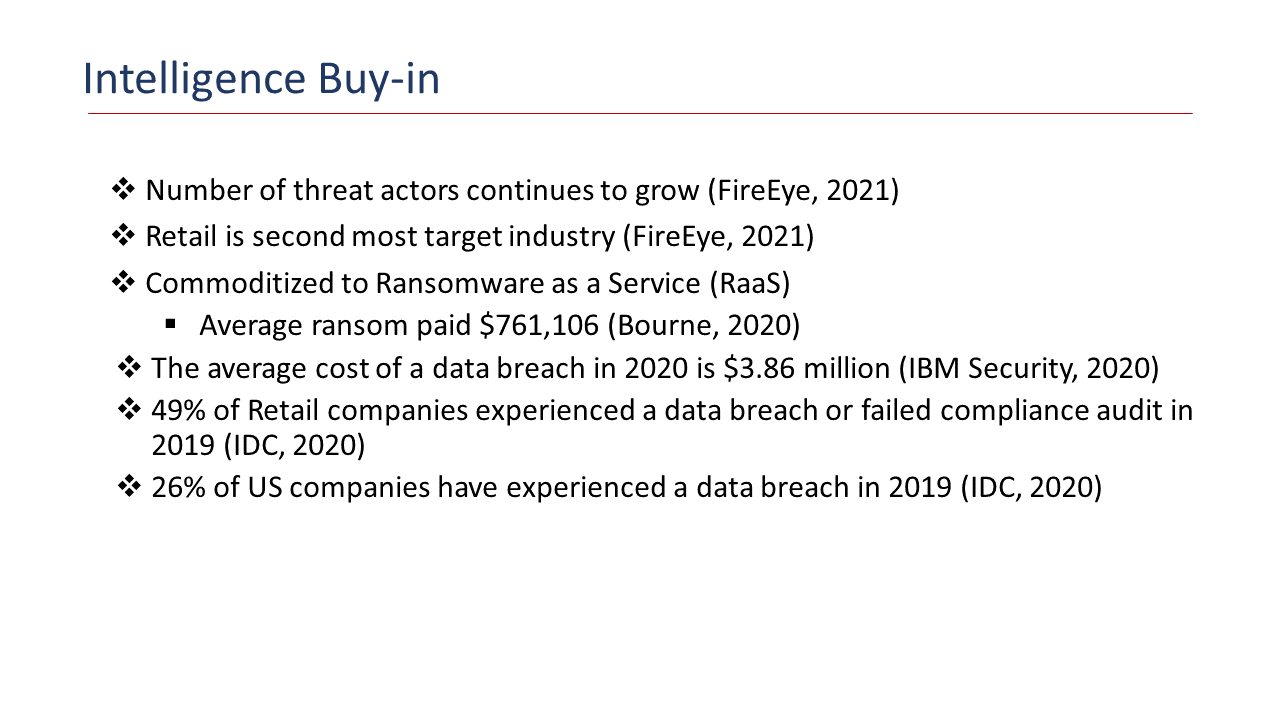 Intelligence Buy-in
❖ Number of threat actors continues to grow (FireEye, 2021)
❖ Retail is second most target industry (FireEye, 2021)
❖ Commoditized to Ransomware as a Service (RaaS)
▪ Average ransom paid $761,106 (Bourne, 2020)
❖ The average cost of a data breach in 2020 is $3.86 million (IBM Security, 2020)
❖ 49% of Retail companies experienced a data breach or failed compliance audit in
2019 (IDC, 2020)
❖ 26% of US companies have experienced a data breach in 2019 (IDC, 2020)